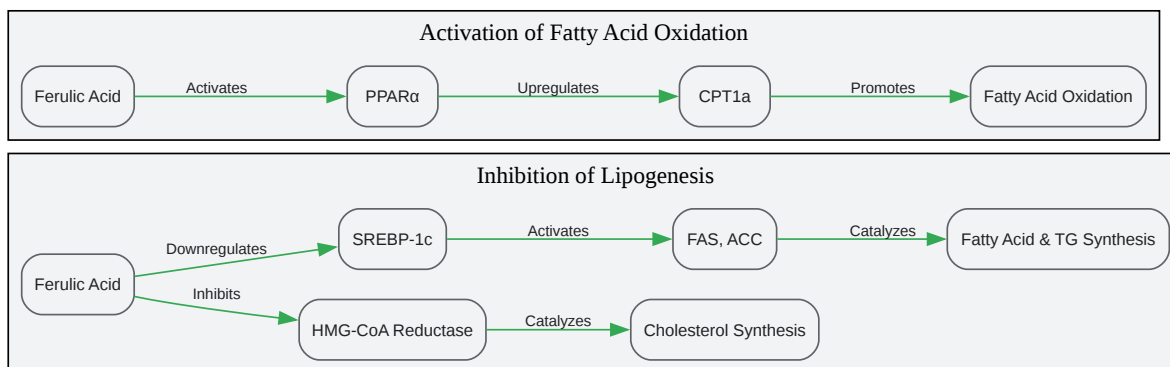 Activation of Fatty Acid Oxidation
Ferulic Acid
Activates
PPARα
Upregulates
CPT1a
Promotes
Fatty Acid Oxidation
Inhibition of Lipogenesis
Ferulic Acid
Downregulates
SREBP-1c
Activates
FAS, ACC
Catalyzes
Fatty Acid & TG Synthesis
Inhibits
HMG-CoA Reductase
Catalyzes
Cholesterol Synthesis